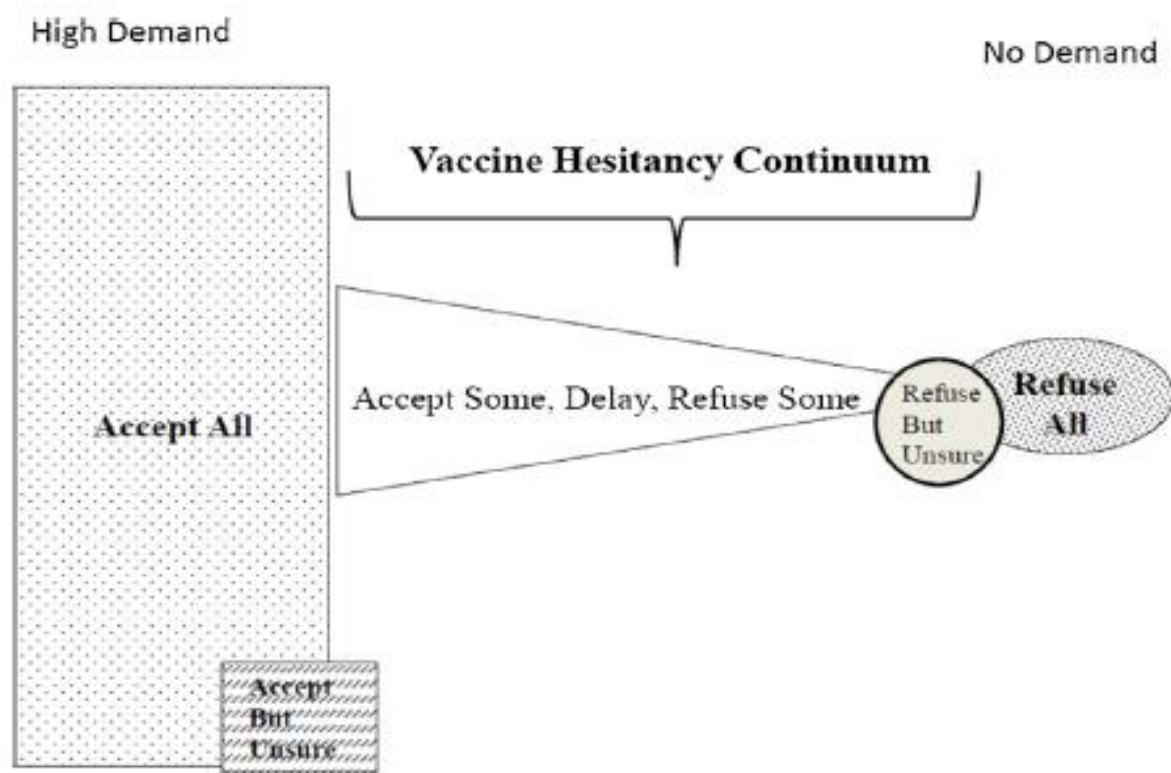 High Demand
No Demand
Vaccine Hesitancy Continuum
Accept All
Accept Some, Delay, Refuse Some
Refuse
But
Unsure
Refuse
All
Accept
But
Unsure